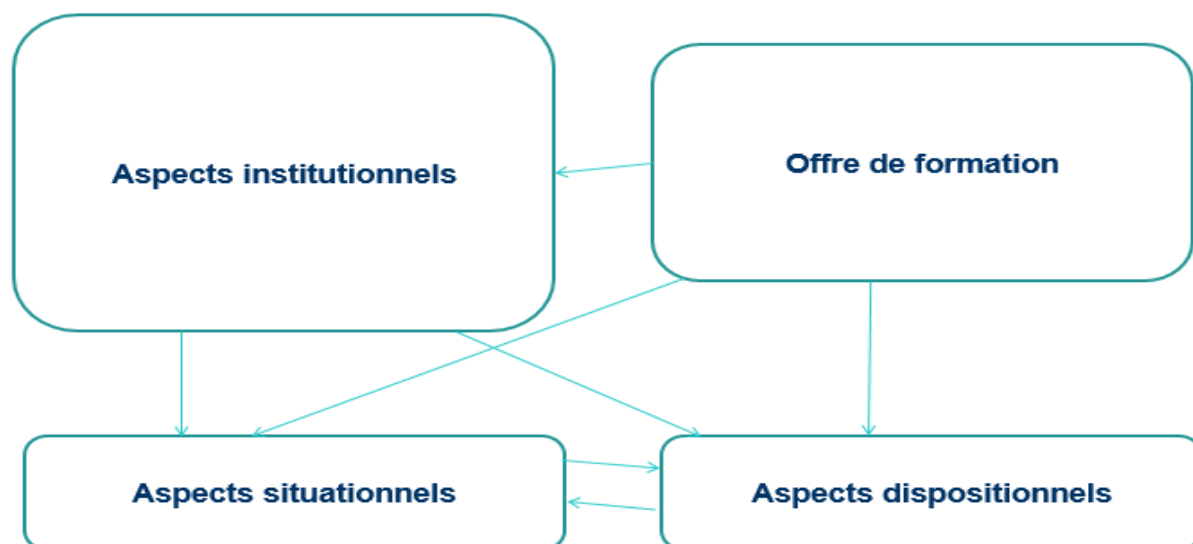 Aspects institutionnels
Offre de formation
Aspects situationnels
Aspects dispositionnels